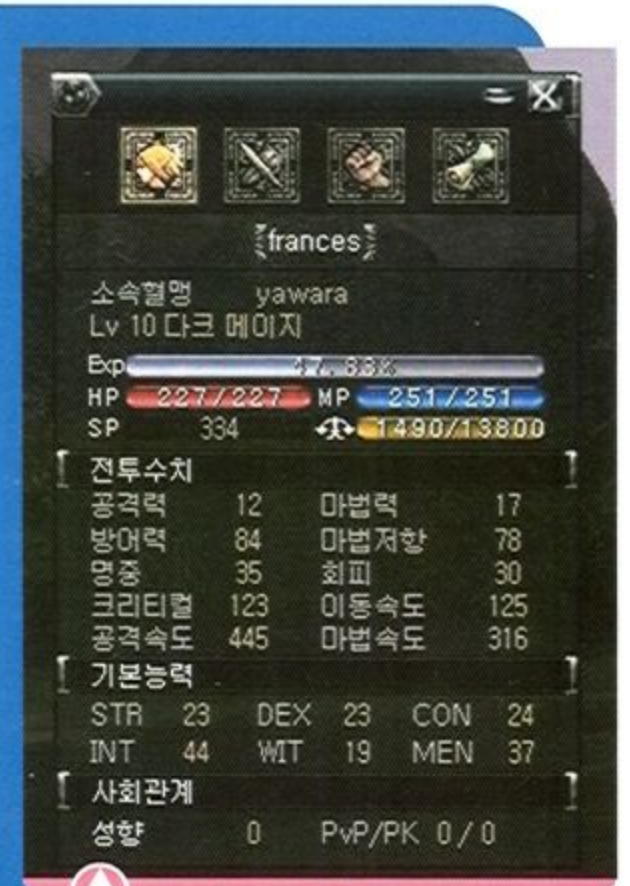 frances
소속혈맹 yawara
Lv 10 다크 메이지
Exp 47.83%
HP 227/227 MP 251/251
SP 334 1490/13800
전투수치
공격력 12 마법력 17
방어력 84 마법저항 78
명중 35 회피 30
크리티컬 123 이동속도 125
공격속도 445 마법속도 316
기본능력
STR 23 DEX 23 CON 24
INT 44 WIT 19 MEN 37
사회관계
성향 0 PvP/PK 0/0